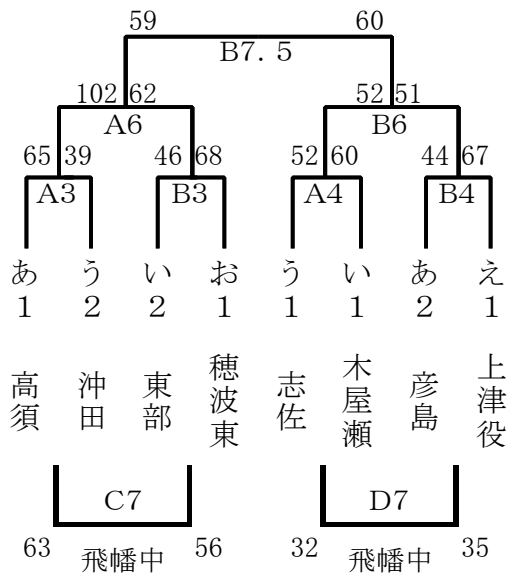 59 60
B7.5
102 62 52 51
A6 B6
65 39 46 68 52 60 44 67
A3 B3 A4 B4
あ1 う2 い2 お1 う1 い1 あ2 え1
高須 沖田 東部 穂波東 志佐 木屋瀬 彦島 上津役
C7 D7
63 56 32 35
飛幡中 飛幡中